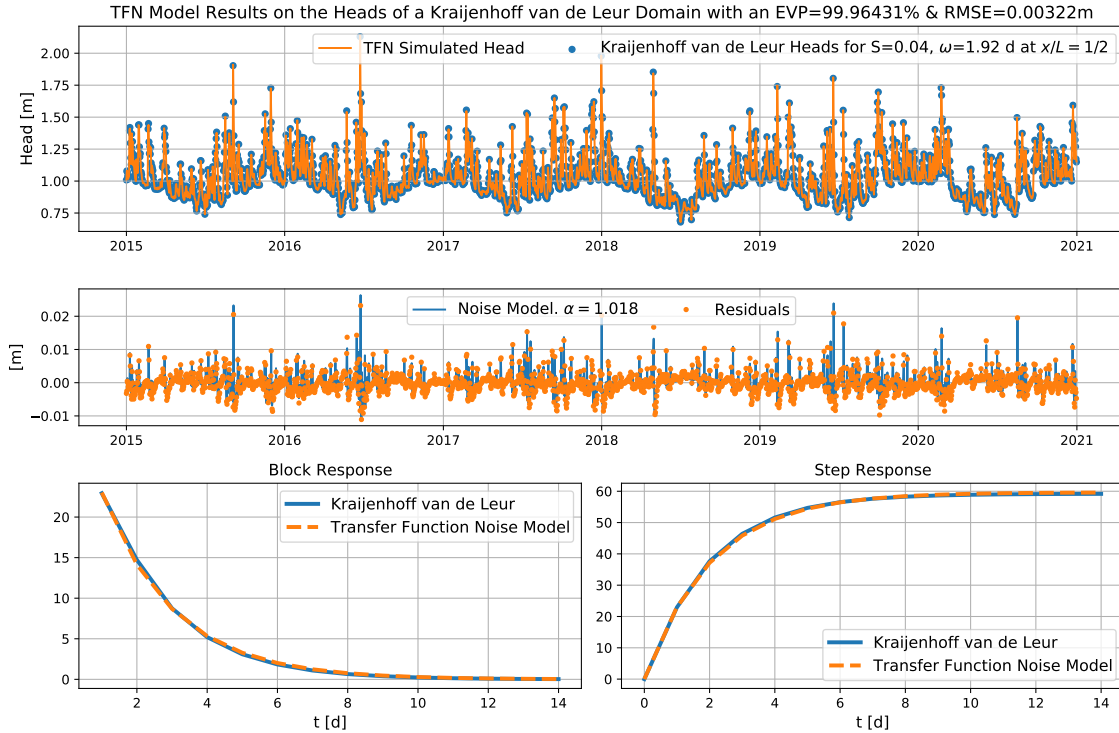 TFN Model Results on the Heads of a Kraijenhoff van de Leur Domain with an EVP=99.96431% & RMSE=0.00322m
TFN Simulated Head
Kraijenhoff van de Leur Heads for S=0.04, ω=1.92 d at x/L = 1/2
Head [m]
2.00
1.75
1.50
1.25
1.00
0.75
2015 2016 2017 2018 2019 2020 2021
Noise Model. α = 1.018
Residuals
[m]
0.02
0.01
0.00
−0.01
2015 2016 2017 2018 2019 2020 2021
Block Response
Kraijenhoff van de Leur
Transfer Function Noise Model
20
15
10
5
0
2 4 6 8 10 12 14
t [d]
Step Response
60
50
40
30
20
10
0
Kraijenhoff van de Leur
Transfer Function Noise Model
0 2 4 6 8 10 12 14
t [d]